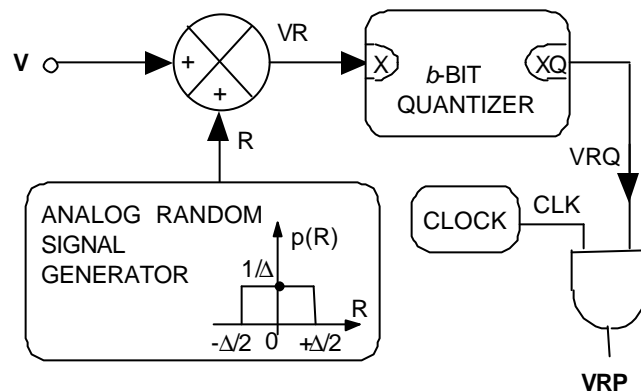 V
+
+
VR
R
X
XQ
b-BIT
QUANTIZER
VRQ
ANALOG RANDOM
SIGNAL
GENERATOR
p(R)
1/Δ
R
-Δ/2
0
+Δ/2
CLOCK
CLK
VRP